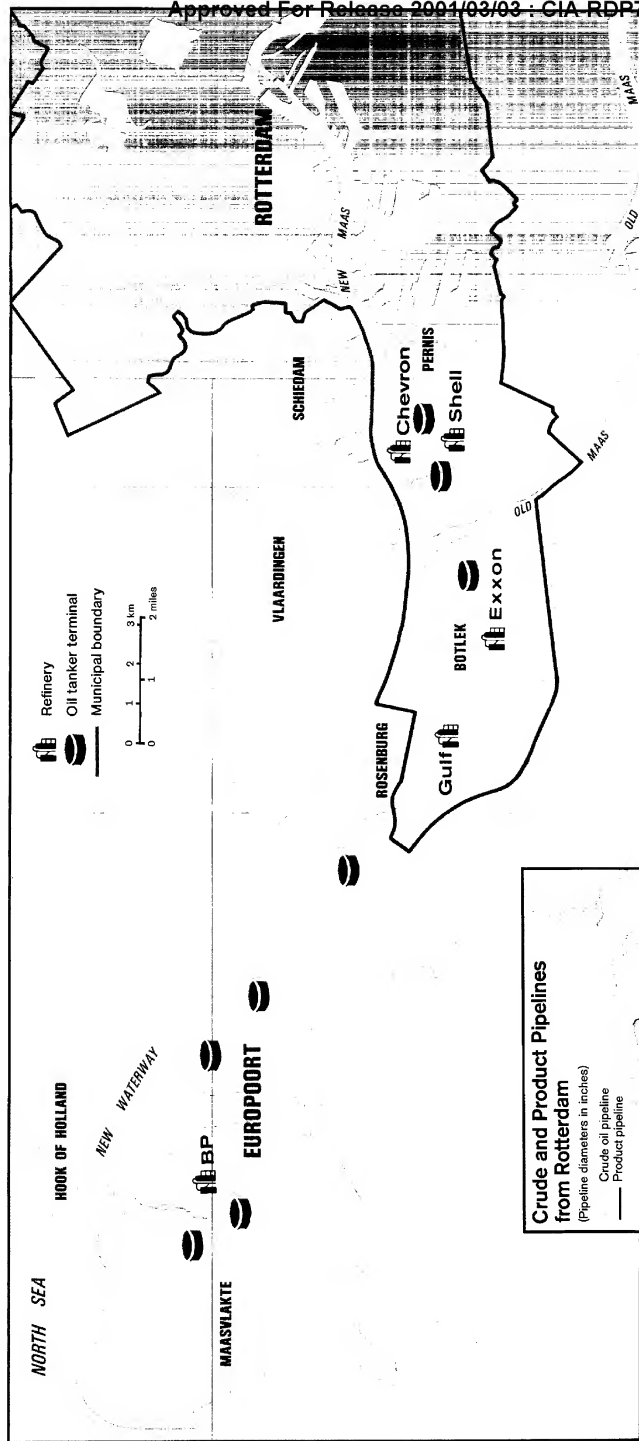 Approved For Release 2001/03/03 : CIA-RDP7
NORTH SEA
HOOK OF HOLLAND
NEW WATERWAY
MAASVLAKTE
BP
EUROPOORT
Refinery
Oil tanker terminal
Municipal boundary
0 1 2 3 km
0 1 2 miles
VLAARDINGEN
SCHIEDAM
ROTTERDAM
NEW MAAS
ROSENBURG
Gulf
BOTLEK
Exxon
Chevron
PERNIS
Shell
OLD MAAS
OLD MAAS
Crude and Product Pipelines
from Rotterdam
(Pipeline diameters in inches)
Crude oil pipeline
Product pipeline